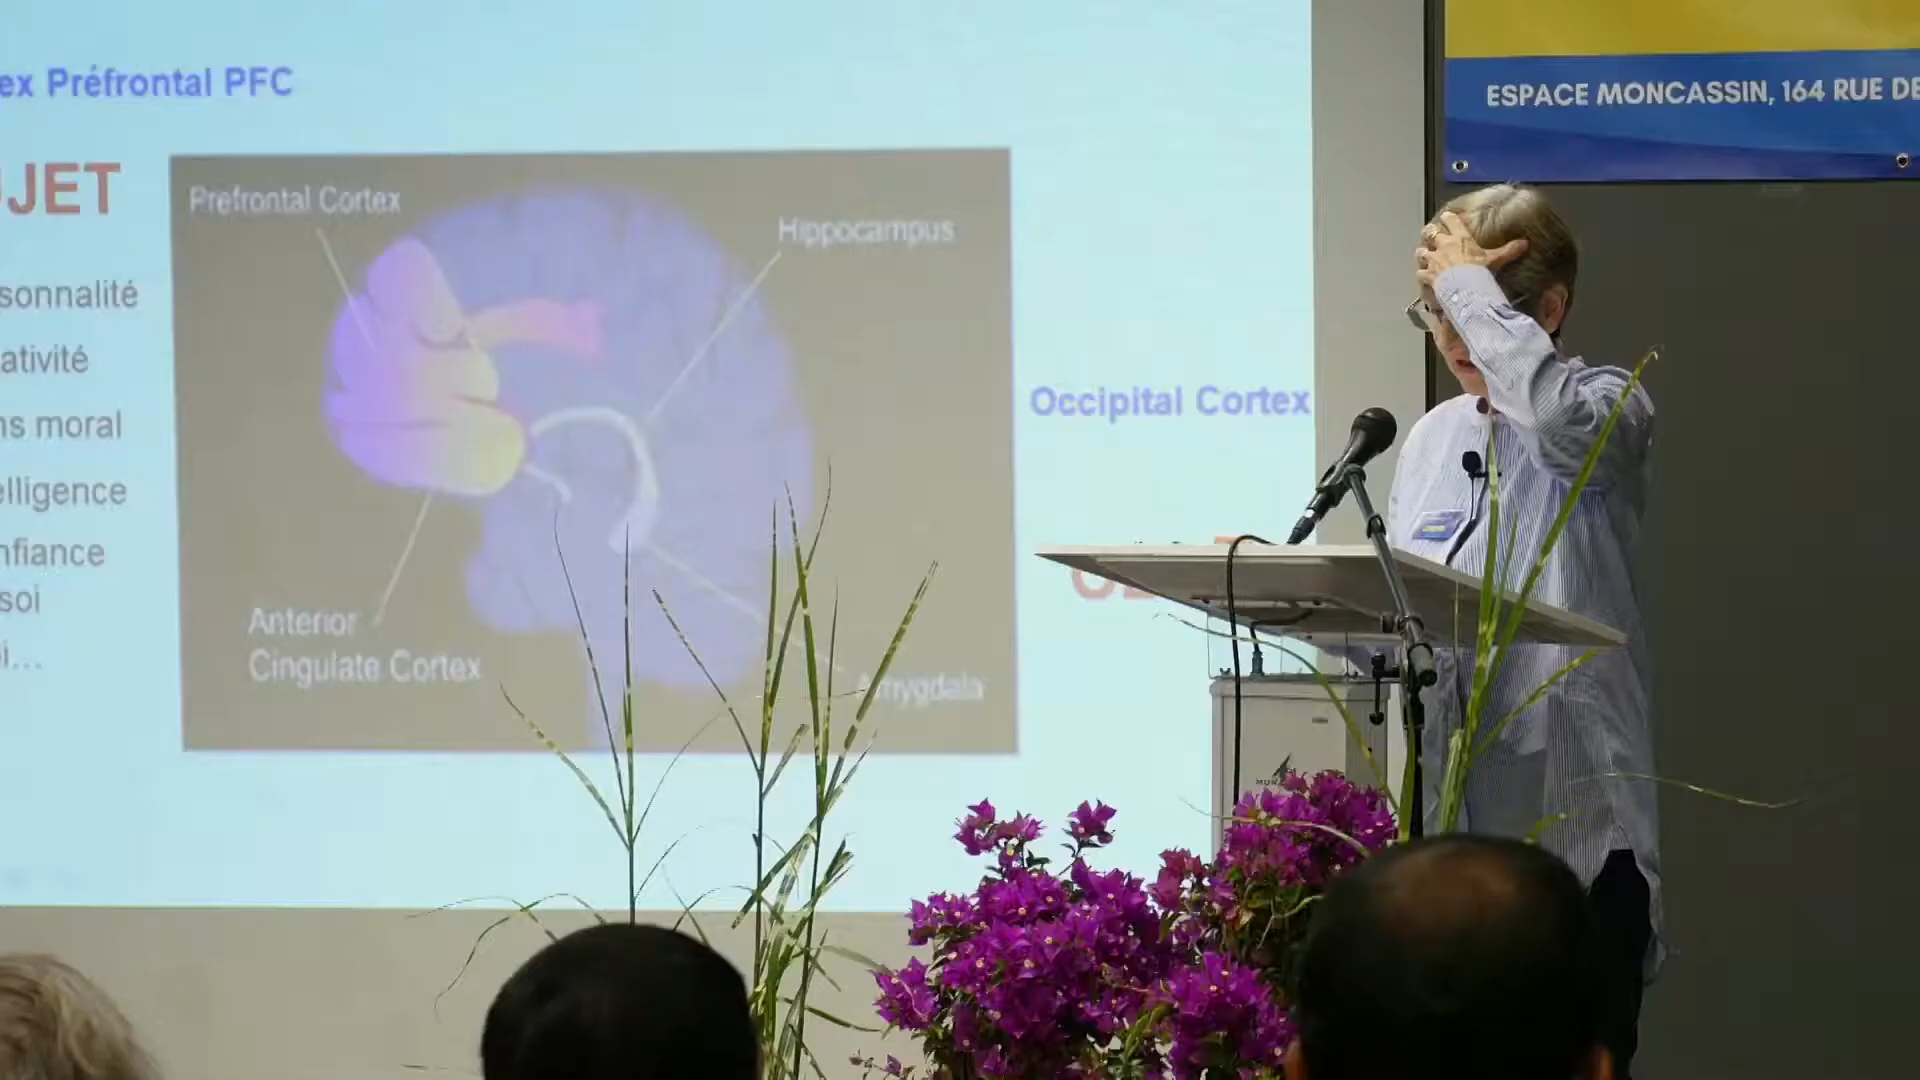 ex Préfrontal PFC
JET
sonnalité
ativité
ns moral
elligence
nfiance
soi
i...
Prefrontal Cortex
Hippocampus
Anterior
Cingulate Cortex
Amygdala
Occipital Cortex
ESPACE MONCASSIN, 164 RUE DE